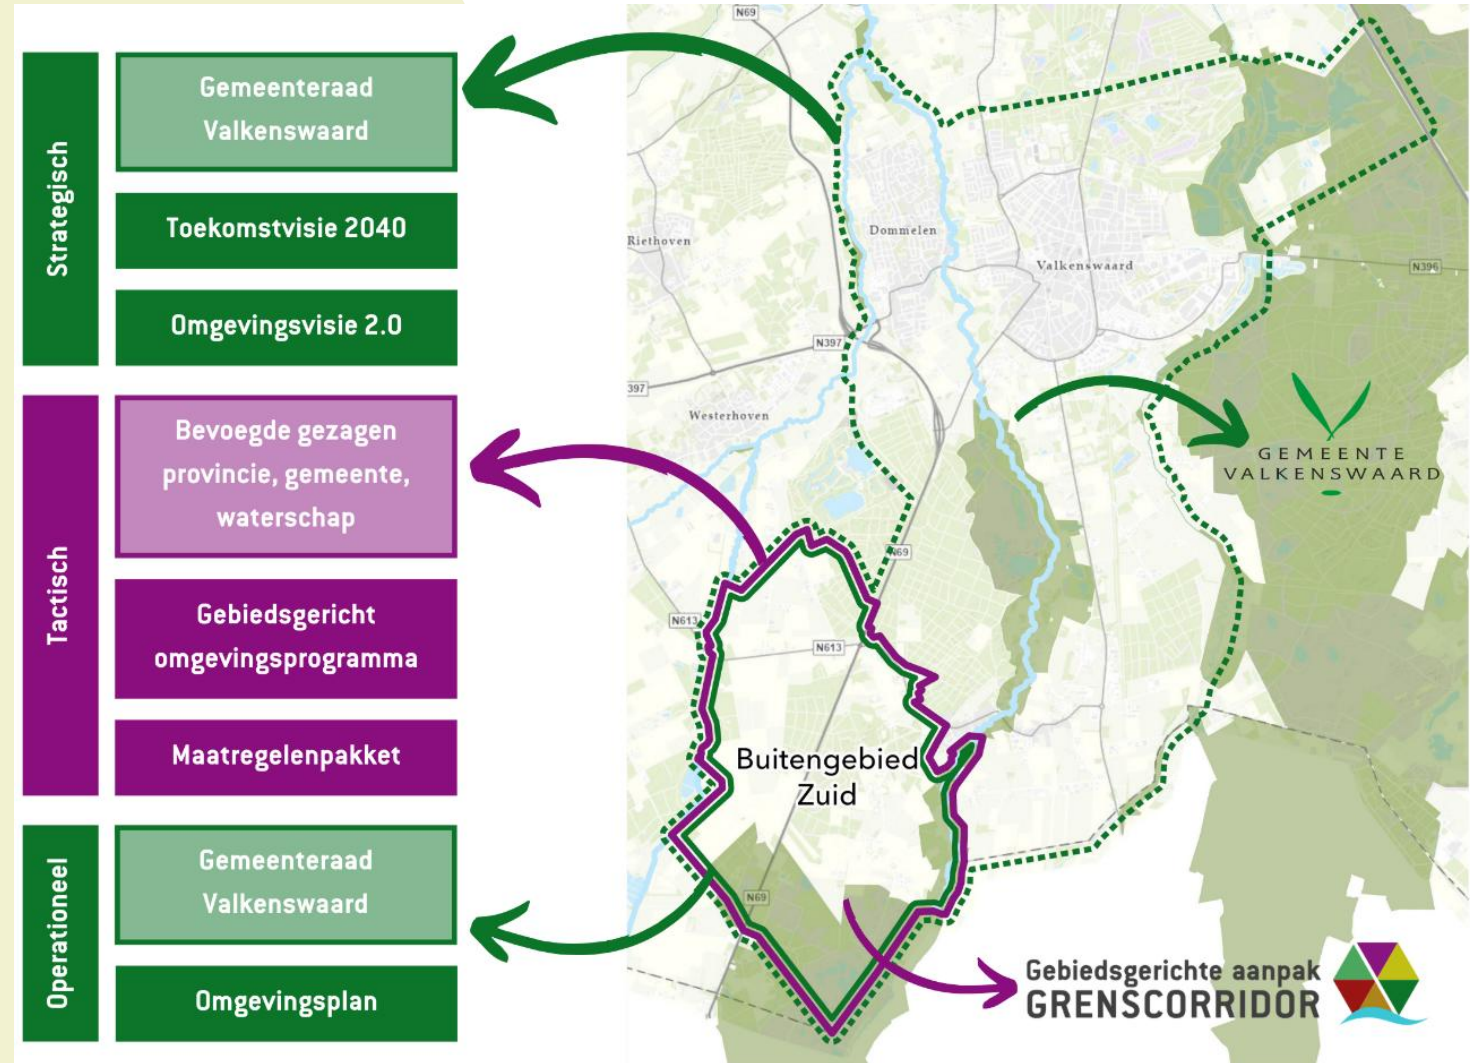 Strategisch
Gemeenteraad
Valkenswaard
Toekomstvisie 2040
Omgevingsvisie 2.0
Tactisch
Bevoegde gezagen
provincie, gemeente,
waterschap
Gebiedsgericht
omgevingsprogramma
Maatregelenpakket
Operationeel
Gemeenteraad
Valkenswaard
Omgevingsplan
N69
Riethoven
Dommelen
Valkenswaard
N396
N397
397
Westerhoven
GEMEENTE
VALKENSWAARD
N69
N613
N613
Buitengebied
Zuid
N69
Gebiedsgerichte aanpak
GRENSCORRIDOR